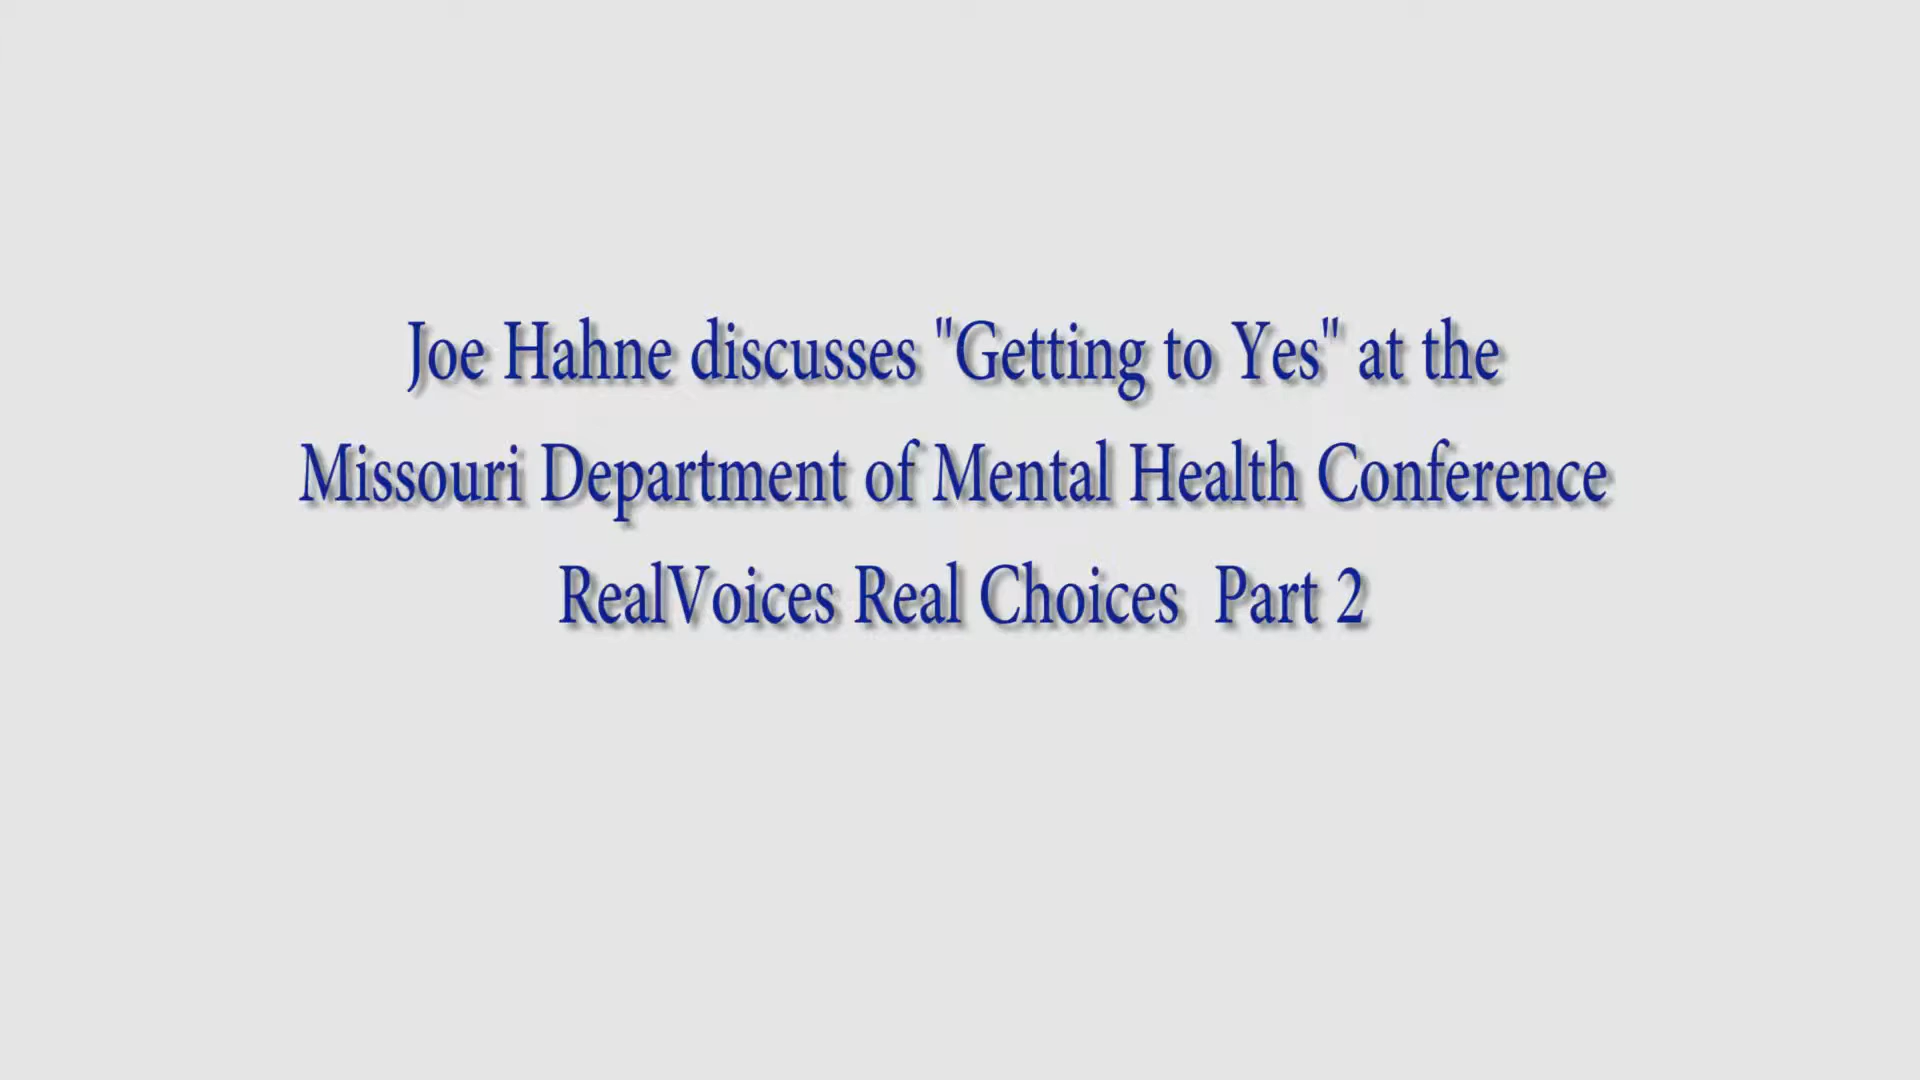 Joe Hahne discusses "Getting to Yes" at the
Missouri Department of Mental Health Conference
RealVoices Real Choices  Part 2